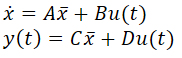 ẋ = Ax̄ + Bu(t)
y(t) = Cx̄ + Du(t)